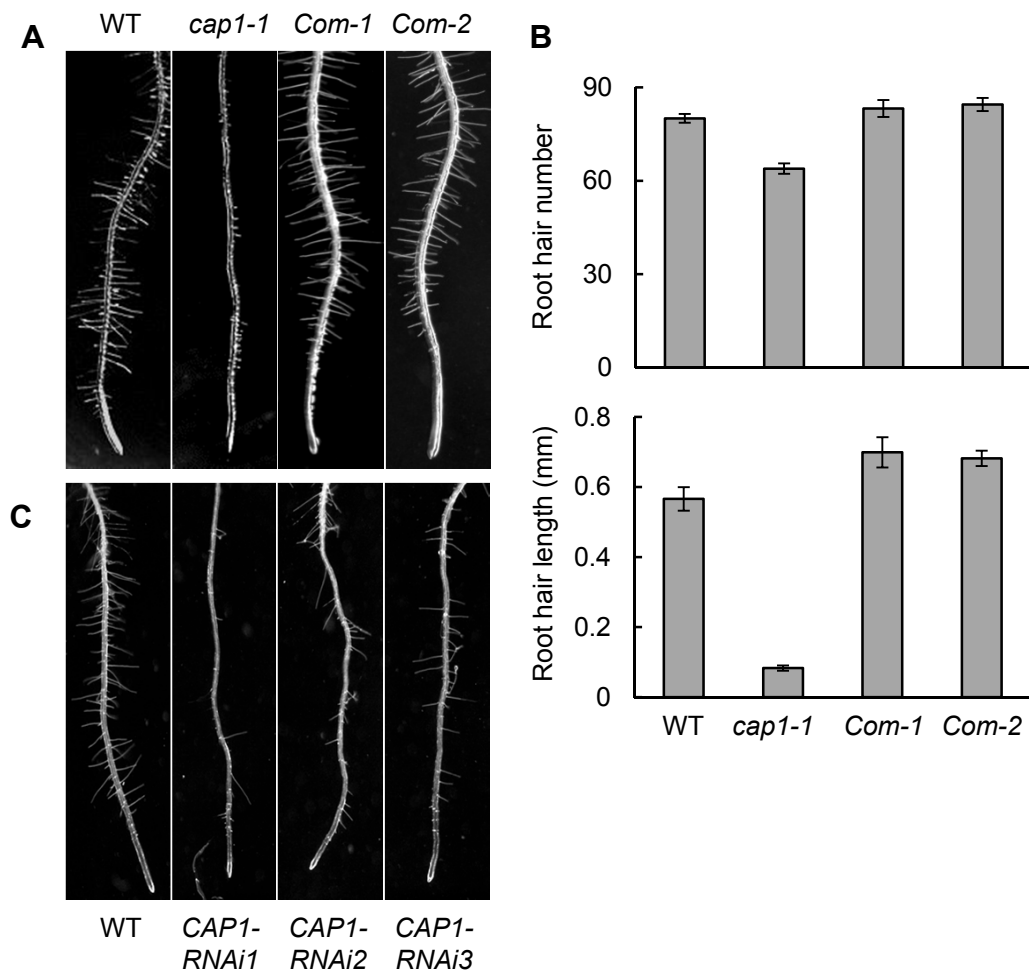 A
WT cap1-1 Com-1 Com-2
B
90
60
30
0
Root hair number
0.8
0.6
0.4
0.2
0
Root hair length (mm)
WT cap1-1 Com-1 Com-2
C
WT CAP1- CAP1- CAP1-
RNAi1 RNAi2 RNAi3